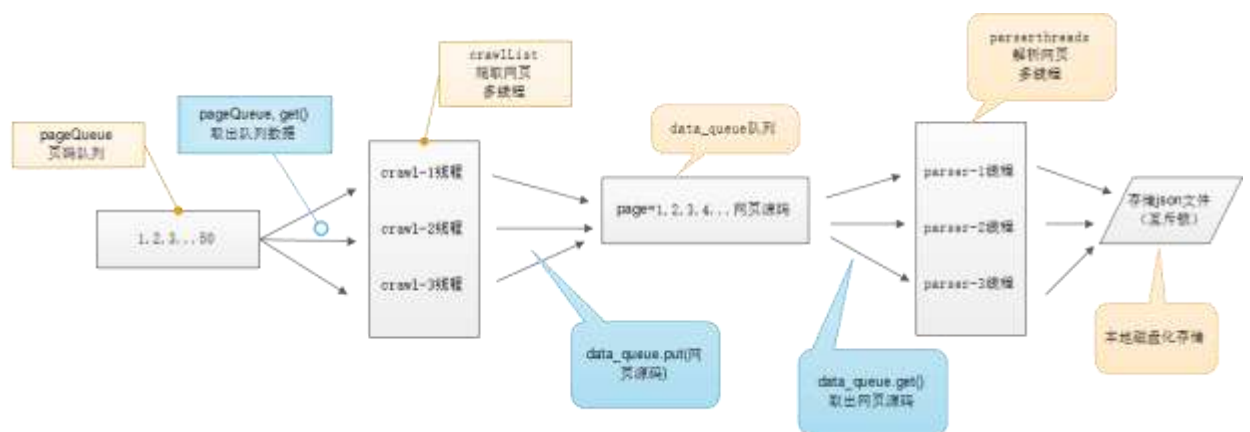 pageQueue
页码队列
pageQueue, get()
取出队列数据
crawlList
爬取网页
多线程
data_queue队列
parserthreads
解析网页
多线程
1,2,3...50
crawl-1线程
crawl-2线程
crawl-3线程
page=1,2,3,4...网页源码
parser-1线程
parser-2线程
parser-3线程
存储json文件
（互斥锁）
data_queue.put(网
页源码)
data_queue.get()
取出网页源码
本地磁盘化存储